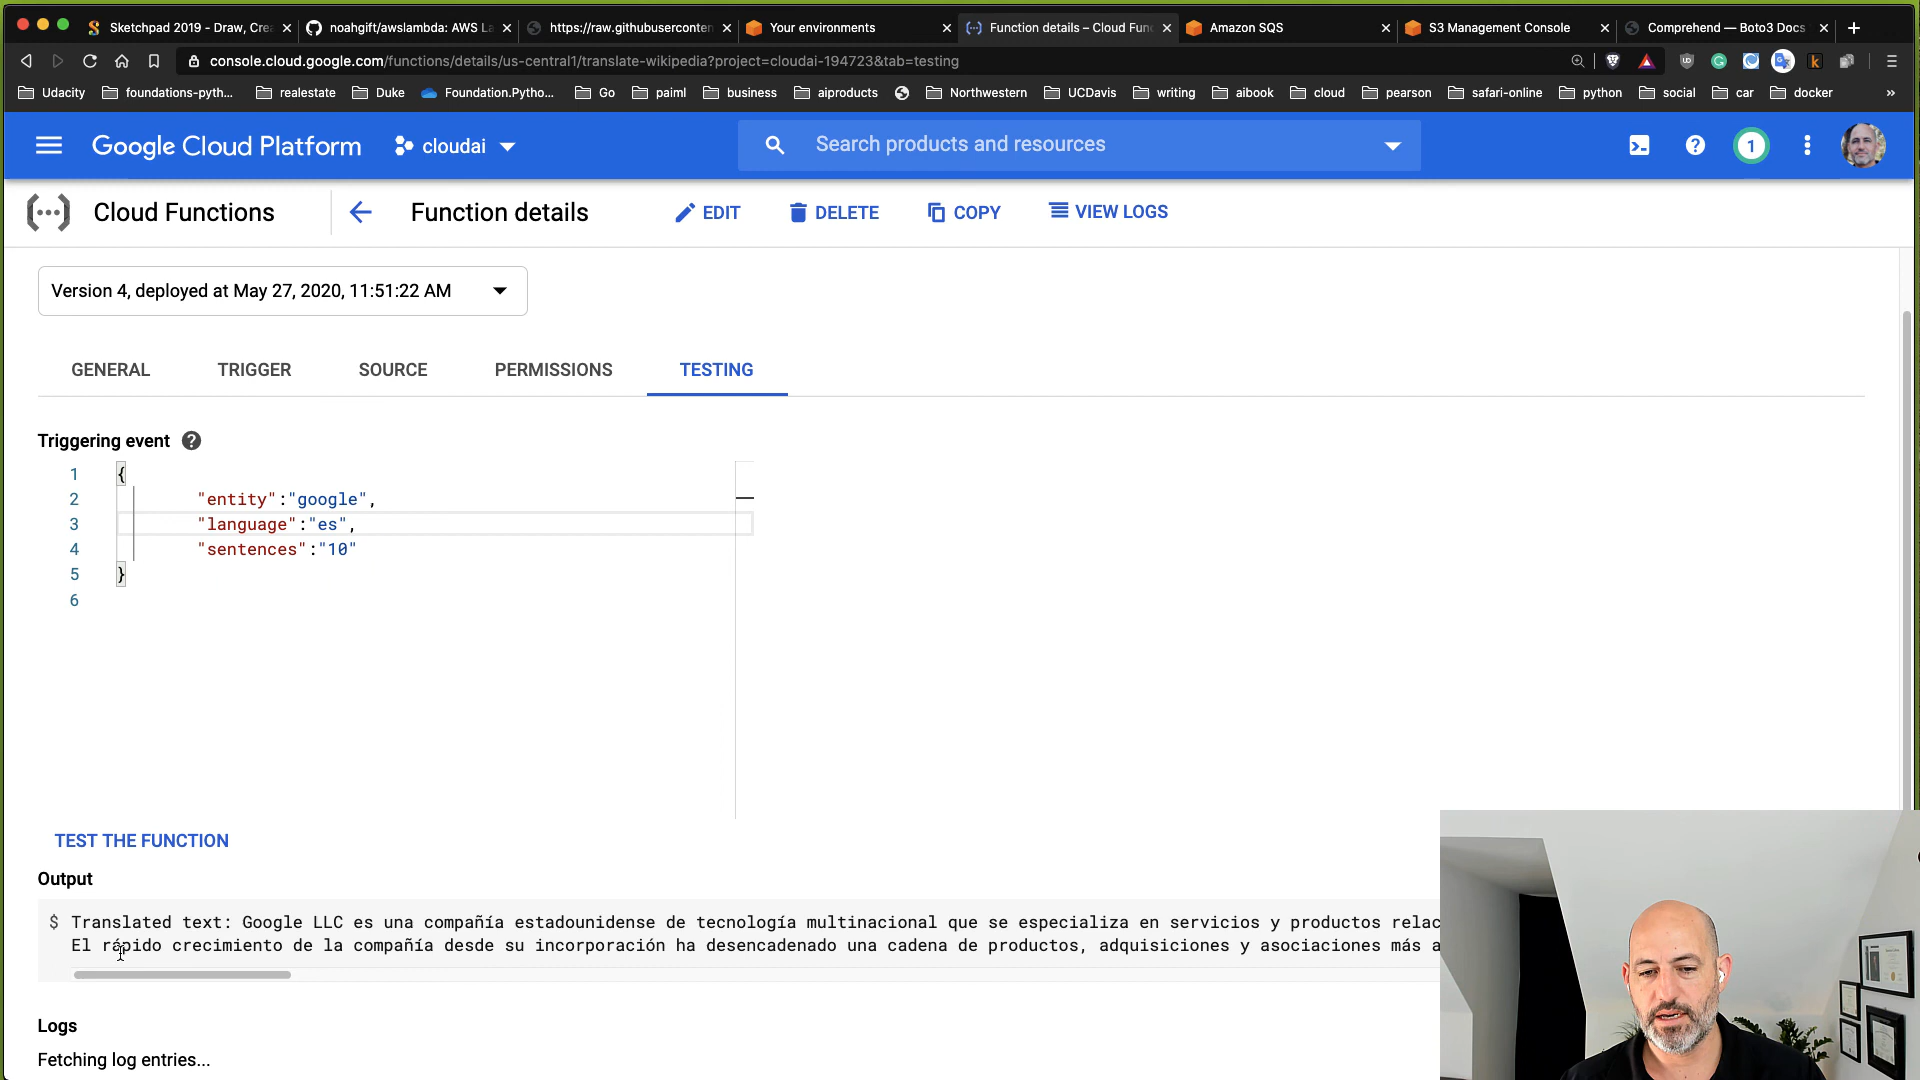 Sketchpad 2019 - Draw, Crea
noahgift/awslambda: AWS La
https://raw.githubuserconten
Your environments
Function details – Cloud Func
Amazon SQS
S3 Management Console
Comprehend — Boto3 Docs
console.cloud.google.com/functions/details/us-central1/translate-wikipedia?project=cloudai-194723&tab=testing
Udacity
foundations-pyth...
realestate
Duke
Foundation.Pytho...
Go
paiml
business
aiproducts
Northwestern
UCDavis
writing
aibook
cloud
pearson
safari-online
python
social
car
docker
»
Google Cloud Platform
cloudai
Search products and resources
1
Cloud Functions
Function details
EDIT
DELETE
COPY
VIEW LOGS
Version 4, deployed at May 27, 2020, 11:51:22 AM
GENERAL
TRIGGER
SOURCE
PERMISSIONS
TESTING
Triggering event
1 {
2 "entity":"google",
3 "language":"es",
4 "sentences":"10"
5 }
6
TEST THE FUNCTION
Output
$ Translated text: Google LLC es una compañía estadounidense de tecnología multinacional que se especializa en servicios y productos relac
El rápido crecimiento de la compañía desde su incorporación ha desencadenado una cadena de productos, adquisiciones y asociaciones más a
Logs
Fetching log entries...